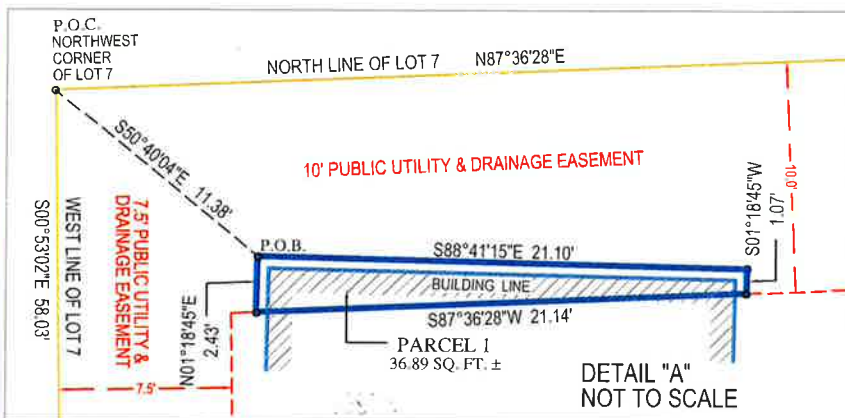 P.O.C.
NORTHWEST
CORNER
OF LOT 7
NORTH LINE OF LOT 7 N87°36'28"E
S50°40'04"E 11.38'
10' PUBLIC UTILITY & DRAINAGE EASEMENT
10.0'
S01°18'45"W
1.07'
S00°53'02"E 58.03'
WEST LINE OF LOT 7
7.5' PUBLIC UTILITY &
DRAINAGE EASEMENT
P.O.B.
S88°41'15"E 21.10'
BUILDING LINE
N01°18'45"E
2.43'
S87°36'28"W 21.14'
PARCEL 1
36.89 SQ. FT. ±
7.5'
DETAIL "A"
NOT TO SCALE